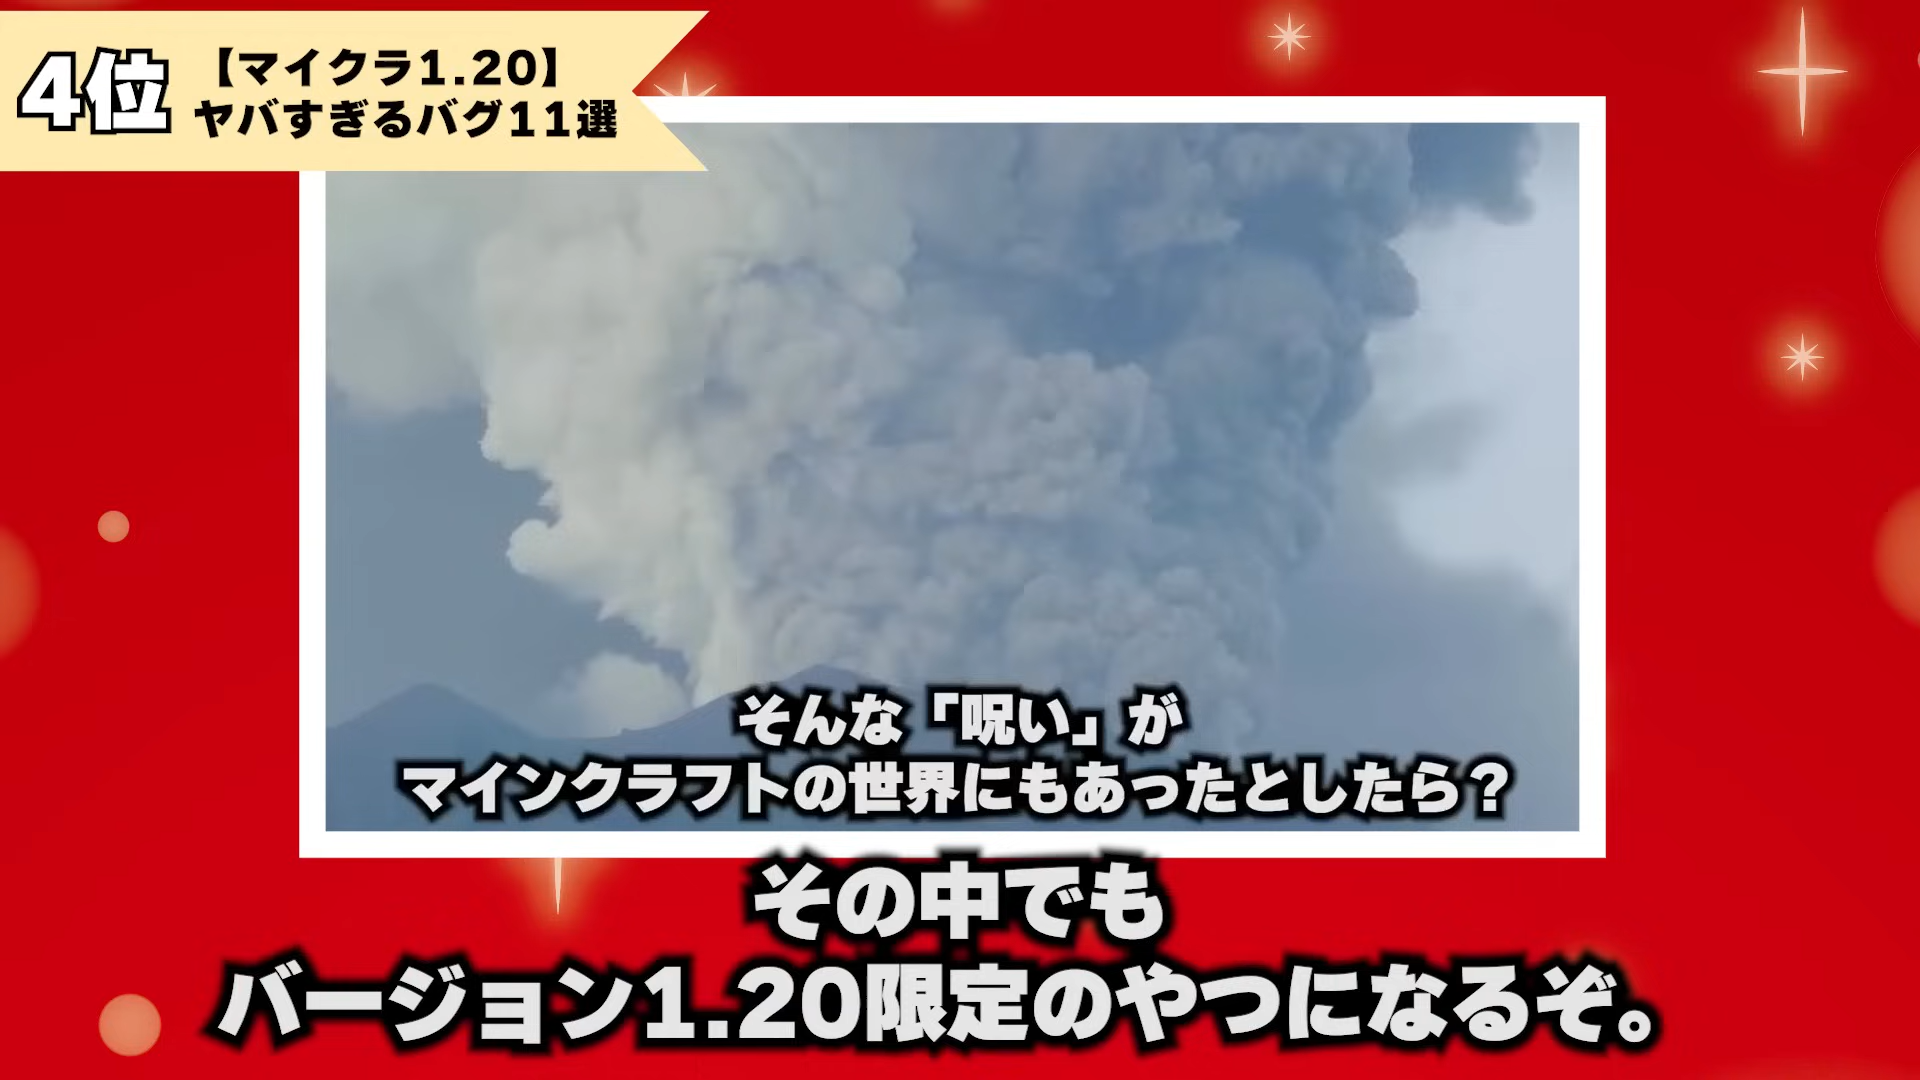 4位
【マイクラ1.20】
ヤバすぎるバグ11選
そんな「呪い」が
マインクラフトの世界にもあったとしたら？
その中でも
バージョン1.20限定のやつになるぞ。